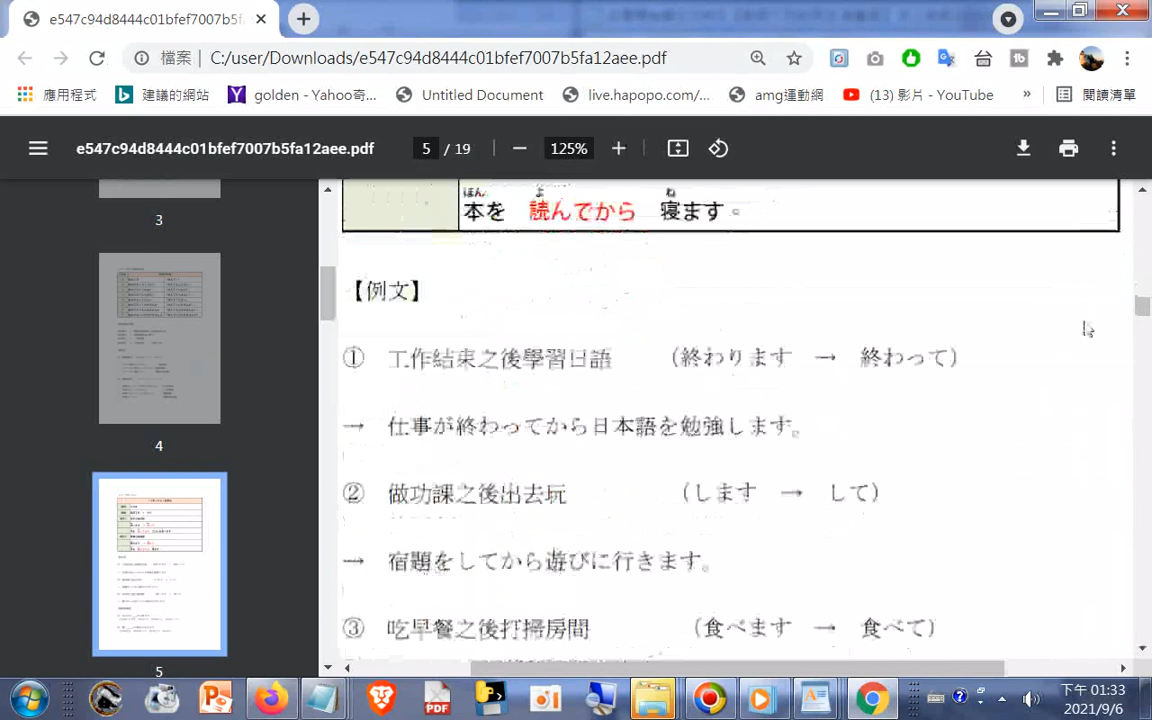 e547c94d8444c01bfef7007b5f
檔案 C:/user/Downloads/e547c94d8444c01bfef7007b5fa12aee.pdf
應用程式 建議的網站 golden - Yahoo奇... Untitled Document live.hapopo.com/... amg運動網 (13) 影片 - YouTube » 閱讀清單
e547c94d8444c01bfef7007b5fa12aee.pdf 5 / 19 125%
3
4
5
ほん よ ね
本を 読んでから 寝ます。
【例文】
① 工作結束之後學習日語 (終わります → 終わって)
→ 仕事が終わってから日本語を勉強します。
② 做功課之後出去玩 (します → して)
→ 宿題をしてから遊びに行きます。
③ 吃早餐之後打掃房間 (食べます → 食べて)
下午 01:33
2021/9/6